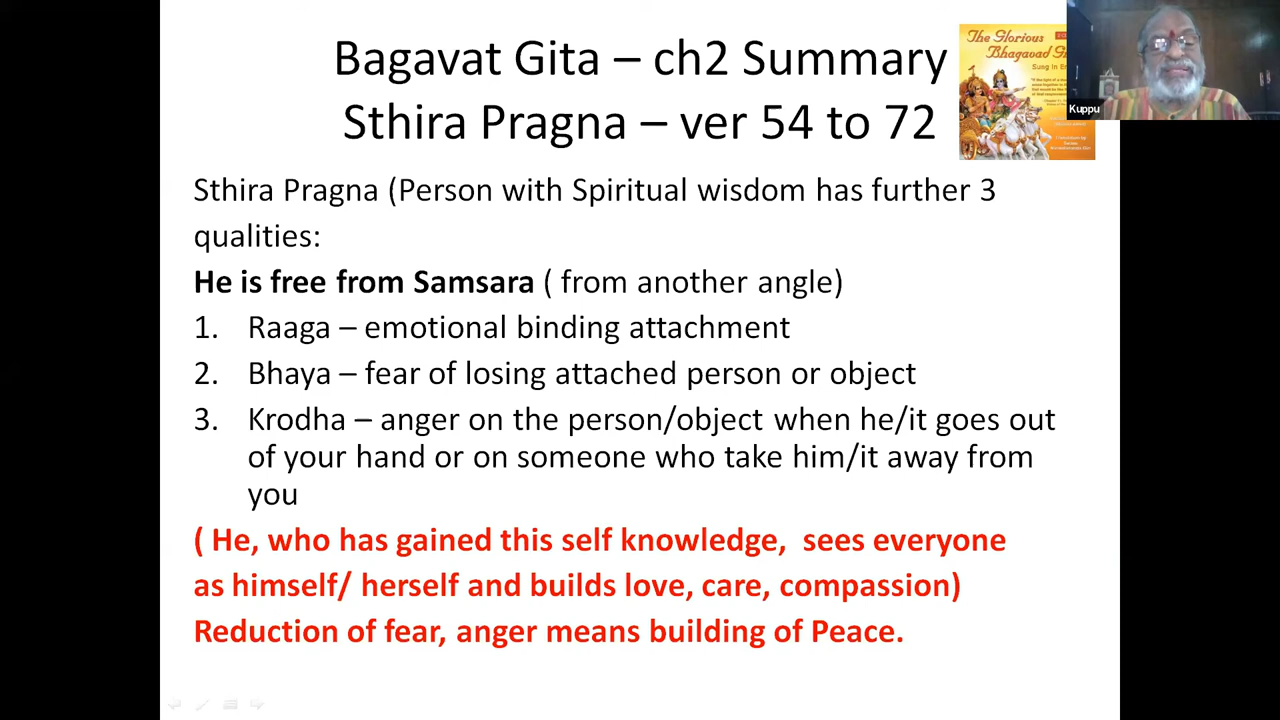 Bagavat Gita – ch2 Summary
Sthira Pragna – ver 54 to 72
The Glorious
Bhagavad
Kuppu
Sthira Pragna (Person with Spiritual wisdom has further 3
qualities:
He is free from Samsara ( from another angle)
1. Raaga – emotional binding attachment
2. Bhaya – fear of losing attached person or object
3. Krodha – anger on the person/object when he/it goes out
of your hand or on someone who take him/it away from
you
( He, who has gained this self knowledge, sees everyone
as himself/ herself and builds love, care, compassion)
Reduction of fear, anger means building of Peace.